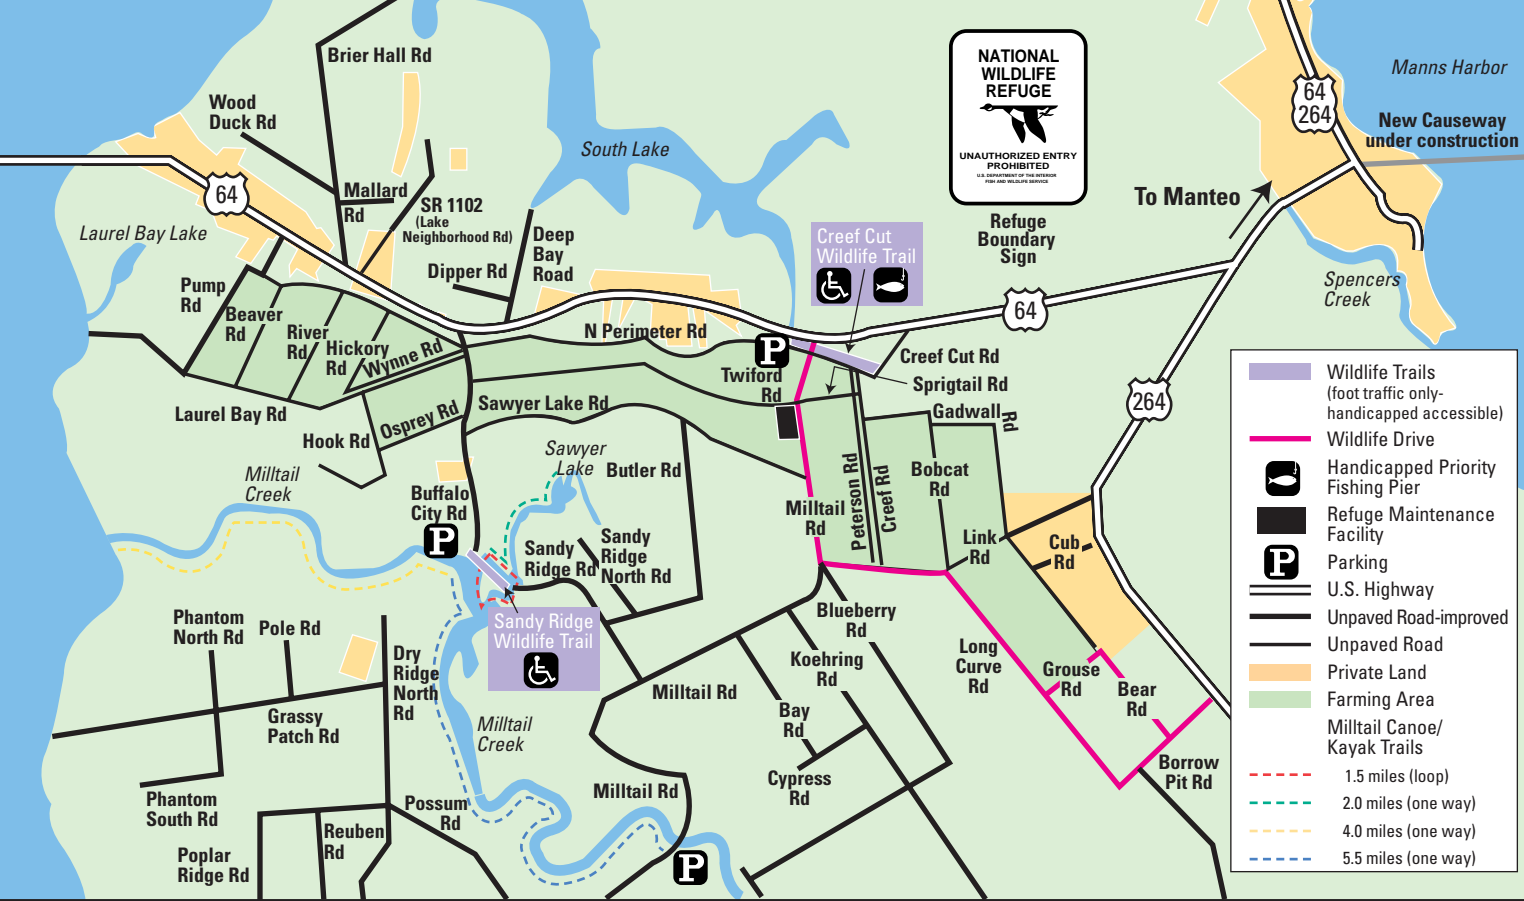 Brier Hall Rd
Wood
Duck Rd
Mallard
Rd
SR 1102
(Lake
Neighborhood Rd)
Dipper Rd
Deep
Bay
Road
South Lake
64
Laurel Bay Lake
Pump
Rd
Beaver
Rd
River
Rd
Hickory
Rd
Wynne Rd
Laurel Bay Rd
Hook Rd
Osprey Rd
Sawyer Lake Rd
N Perimeter Rd
P
Twiford
Rd
Creef Cut
Wildlife Trail
NATIONAL
WILDLIFE
REFUGE
UNAUTHORIZED ENTRY
PROHIBITED
U.S. DEPARTMENT OF THE INTERIOR
FISH AND WILDLIFE SERVICE
Refuge
Boundary
Sign
To Manteo
64
264
Manns Harbor
New Causeway
under construction
Spencers
Creek
64
264
Creef Cut Rd
Sprigtail Rd
Gadwall
Rd
Peterson Rd
Creef Rd
Bobcat
Rd
Milltail
Rd
Link
Rd
Cub
Rd
Milltail
Creek
Buffalo
City Rd
P
Sawyer
Lake
Butler Rd
Sandy
Ridge Rd
Sandy
Ridge
North Rd
Sandy Ridge
Wildlife Trail
Phantom
North Rd
Pole Rd
Dry
Ridge
North
Rd
Grassy
Patch Rd
Phantom
South Rd
Poplar
Ridge Rd
Reuben
Rd
Possum
Rd
Milltail
Creek
Milltail Rd
Milltail Rd
P
Blueberry
Rd
Koehring
Rd
Bay
Rd
Cypress
Rd
Long
Curve
Rd
Grouse
Rd
Bear
Rd
Borrow
Pit Rd
Wildlife Trails
(foot traffic only-
handicapped accessible)
Wildlife Drive
Handicapped Priority
Fishing Pier
Refuge Maintenance
Facility
P
Parking
U.S. Highway
Unpaved Road-improved
Unpaved Road
Private Land
Farming Area
Milltail Canoe/
Kayak Trails
1.5 miles (loop)
2.0 miles (one way)
4.0 miles (one way)
5.5 miles (one way)